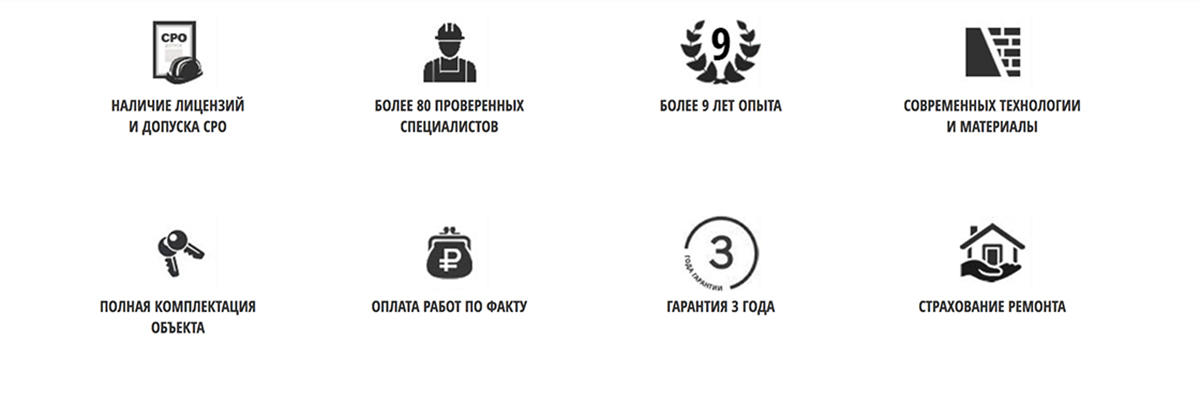 СРО
9
НАЛИЧИЕ ЛИЦЕНЗИЙ
И ДОПУСКА СРО
БОЛЕЕ 80 ПРОВЕРЕННЫХ
СПЕЦИАЛИСТОВ
БОЛЕЕ 9 ЛЕТ ОПЫТА
СОВРЕМЕННЫХ ТЕХНОЛОГИИ
И МАТЕРИАЛЫ
₽
3
ГОДА ГАРАНТИИ
ПОЛНАЯ КОМПЛЕКТАЦИЯ
ОБЪЕКТА
ОПЛАТА РАБОТ ПО ФАКТУ
ГАРАНТИЯ 3 ГОДА
СТРАХОВАНИЕ РЕМОНТА